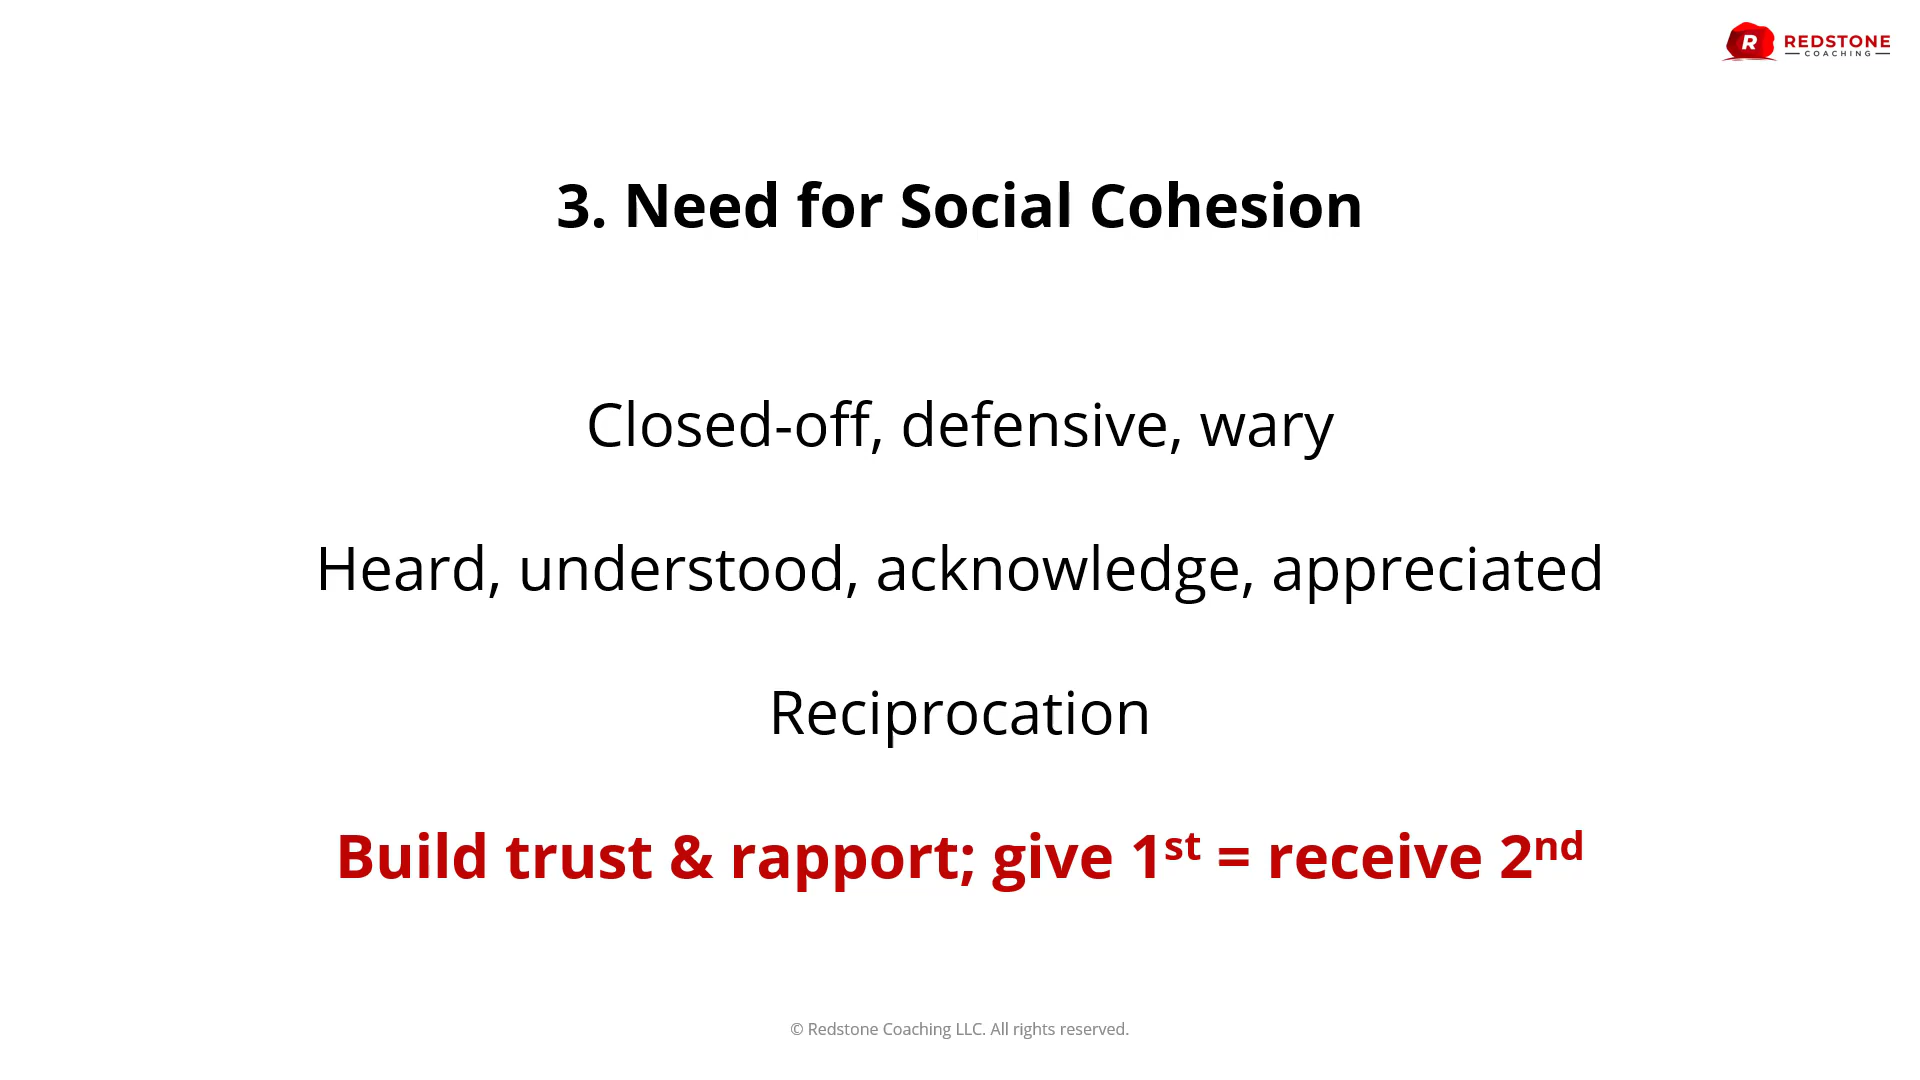 R REDSTONE
COACHING
3. Need for Social Cohesion
Closed-off, defensive, wary
Heard, understood, acknowledge, appreciated
Reciprocation
Build trust & rapport; give 1st = receive 2nd
© Redstone Coaching LLC. All rights reserved.